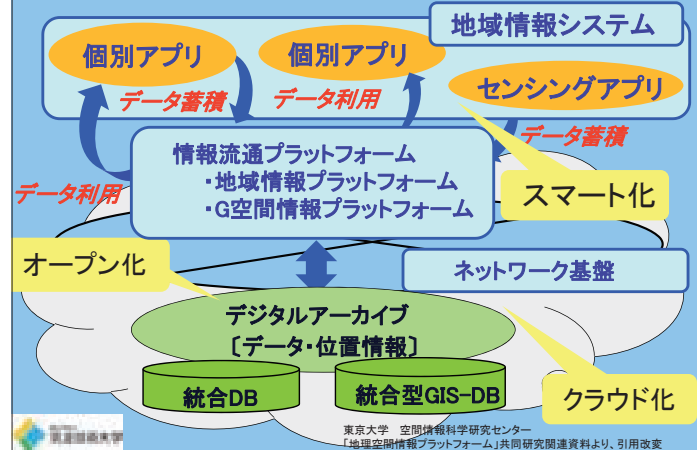 地域情報システム
個別アプリ
個別アプリ
センシングアプリ
データ蓄積
データ利用
データ蓄積
情報流通プラットフォーム
・地域情報プラットフォーム
・G空間情報プラットフォーム
データ利用
スマート化
オープン化
ネットワーク基盤
デジタルアーカイブ
〔データ・位置情報〕
統合DB
統合型GIS-DB
クラウド化
東京大学 空間情報科学研究センター
「地理空間情報プラットフォーム」共同研究関連資料より、引用改変